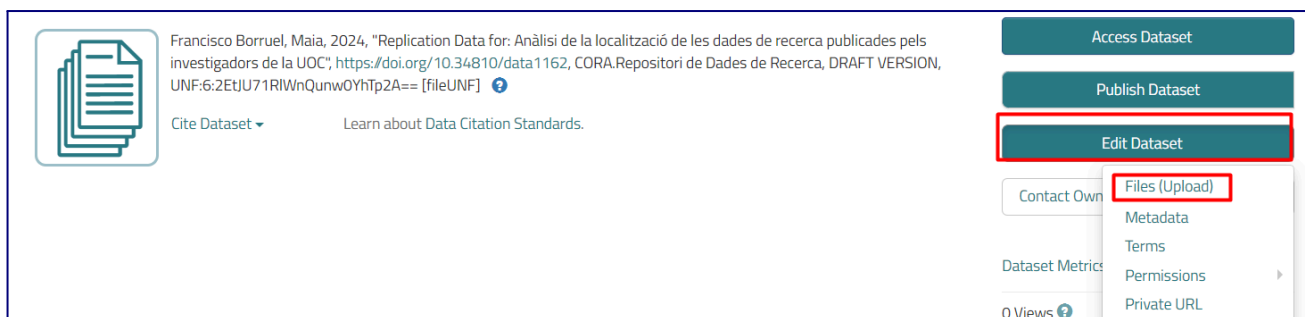 Francisco Borruel, Maia, 2024, "Replication Data for: Anàlisi de la localització de les dades de recerca publicades pels
investigadors de la UOC", https://doi.org/10.34810/data1162, CORA.Repositori de Dades de Recerca, DRAFT VERSION,
UNF:6:2EtJU71RlWnQunw0YhTp2A== [fileUNF]
Cite Dataset
Learn about Data Citation Standards.
Access Dataset
Publish Dataset
Edit Dataset
Contact Own
Files (Upload)
Metadata
Terms
Dataset Metrics
Permissions
0 Views
Private URL